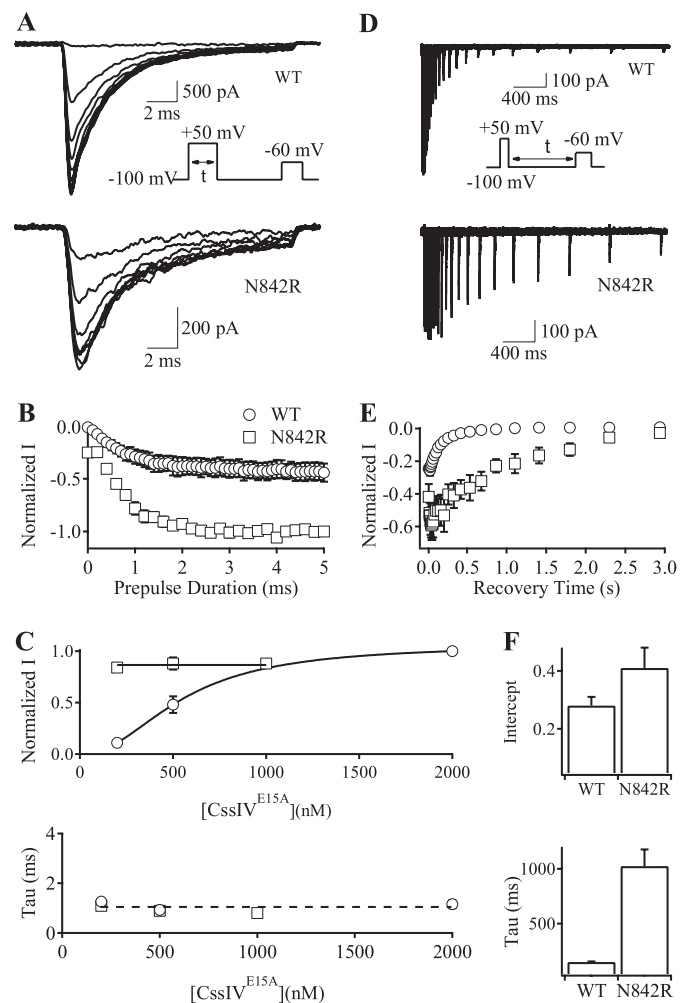 A
WT
500 pA
2 ms
+50 mV
-60 mV
-100 mV
t
N842R
200 pA
2 ms
D
WT
100 pA
400 ms
+50 mV
t
-60 mV
-100 mV
N842R
100 pA
400 ms
B
WT
N842R
Normalized I
0.0
-0.5
-1.0
0 1 2 3 4 5
Prepulse Duration (ms)
E
Normalized I
0.0
-0.2
-0.4
-0.6
0.0 0.5 1.0 1.5 2.0 2.5 3.0
Recovery Time (s)
C
Normalized I
1.0
0.5
0.0
0 500 1000 1500 2000
[CssIV^E15A](nM)
Tau (ms)
4
2
0
0 500 1000 1500 2000
[CssIV^E15A](nM)
F
Intercept
0.4
0.2
WT N842R
Tau (ms)
1000
500
WT N842R